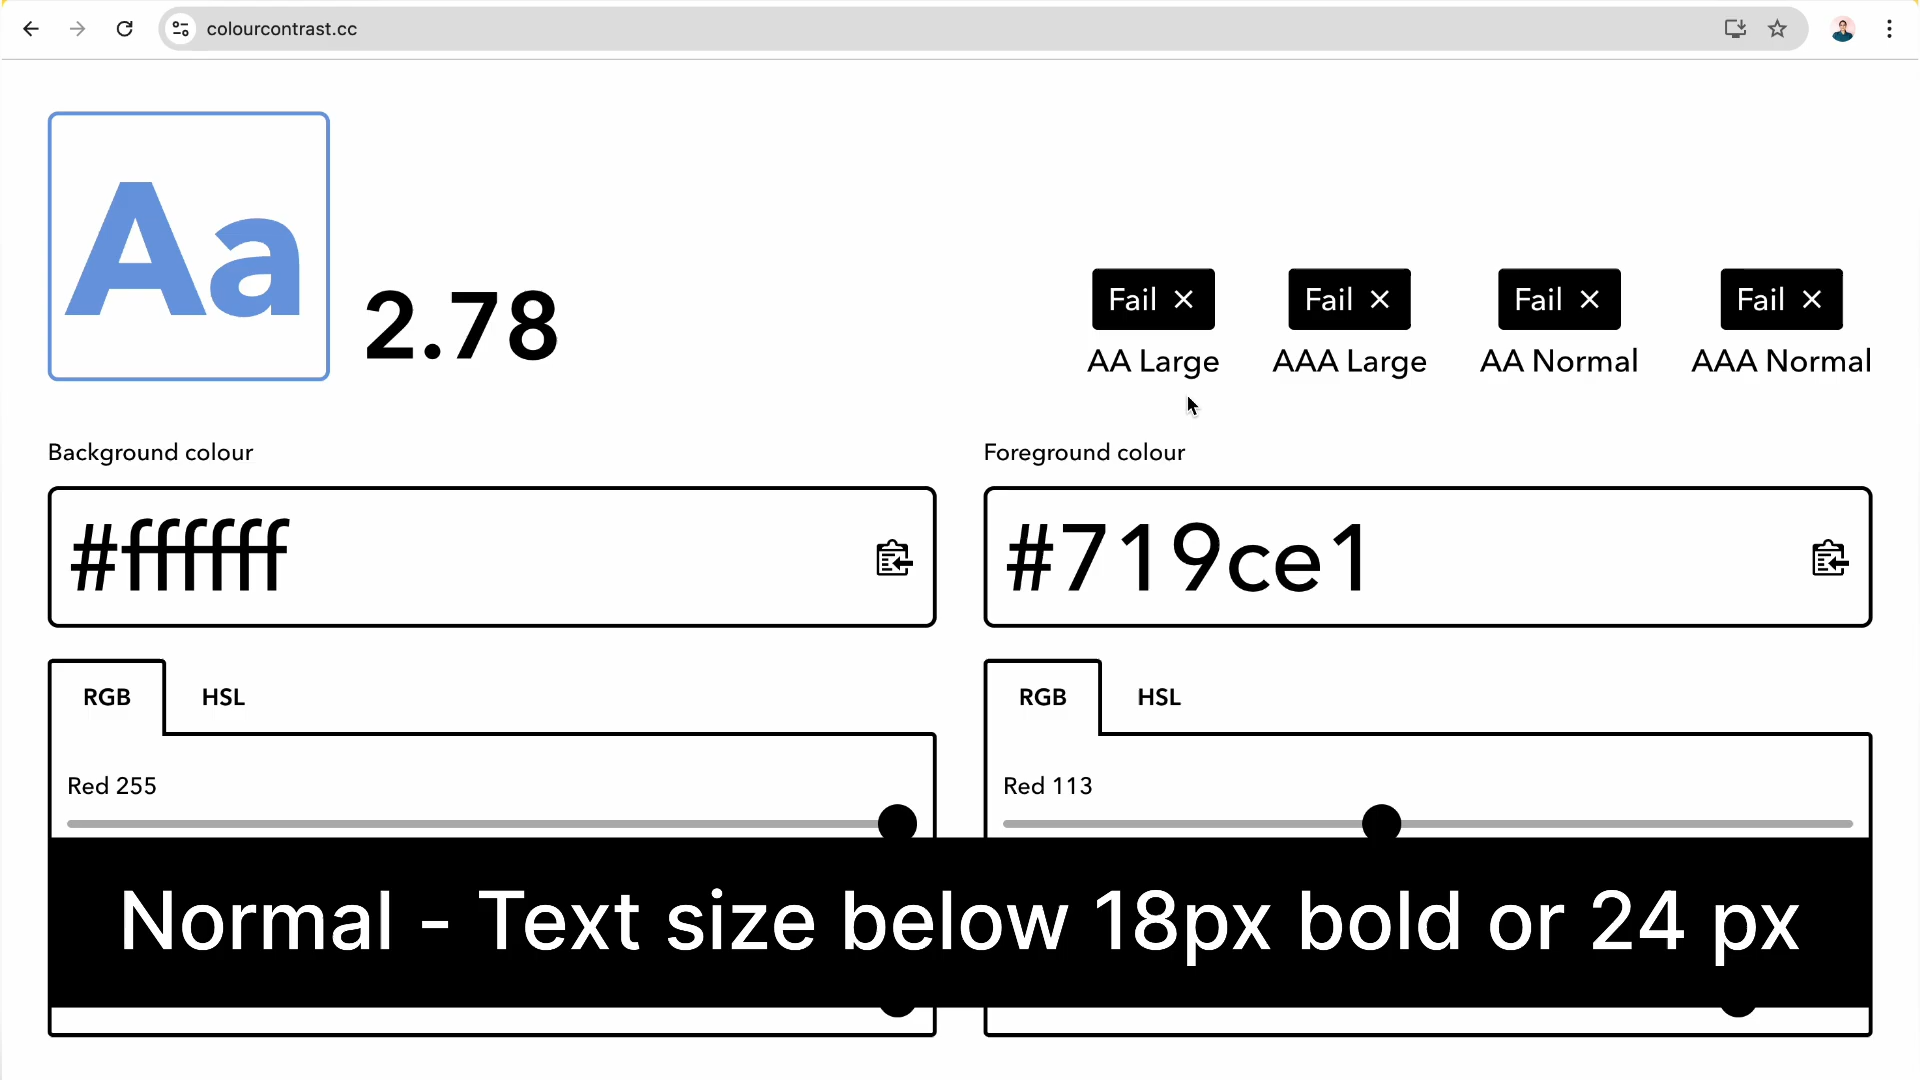 colourcontrast.cc
Aa
2.78
Fail ×
Fail ×
Fail ×
Fail ×
AA Large
AAA Large
AA Normal
AAA Normal
Background colour
Foreground colour
#ffffff
#719ce1
RGB
HSL
RGB
HSL
Red 255
Red 113
Normal - Text size below 18px bold or 24 px